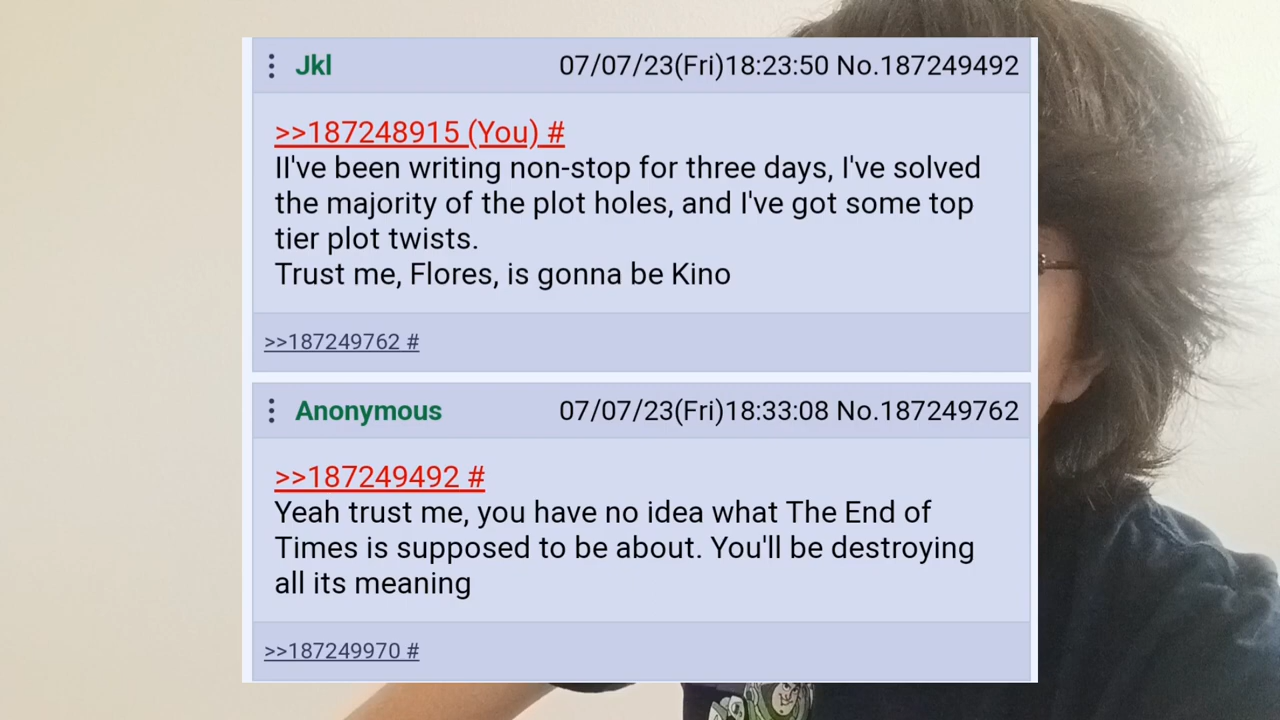 Jkl 07/07/23(Fri)18:23:50 No.187249492
>>187248915 (You) #
II've been writing non-stop for three days, I've solved
the majority of the plot holes, and I've got some top
tier plot twists.
Trust me, Flores, is gonna be Kino
>>187249762 #
Anonymous 07/07/23(Fri)18:33:08 No.187249762
>>187249492 #
Yeah trust me, you have no idea what The End of
Times is supposed to be about. You'll be destroying
all its meaning
>>187249970 #